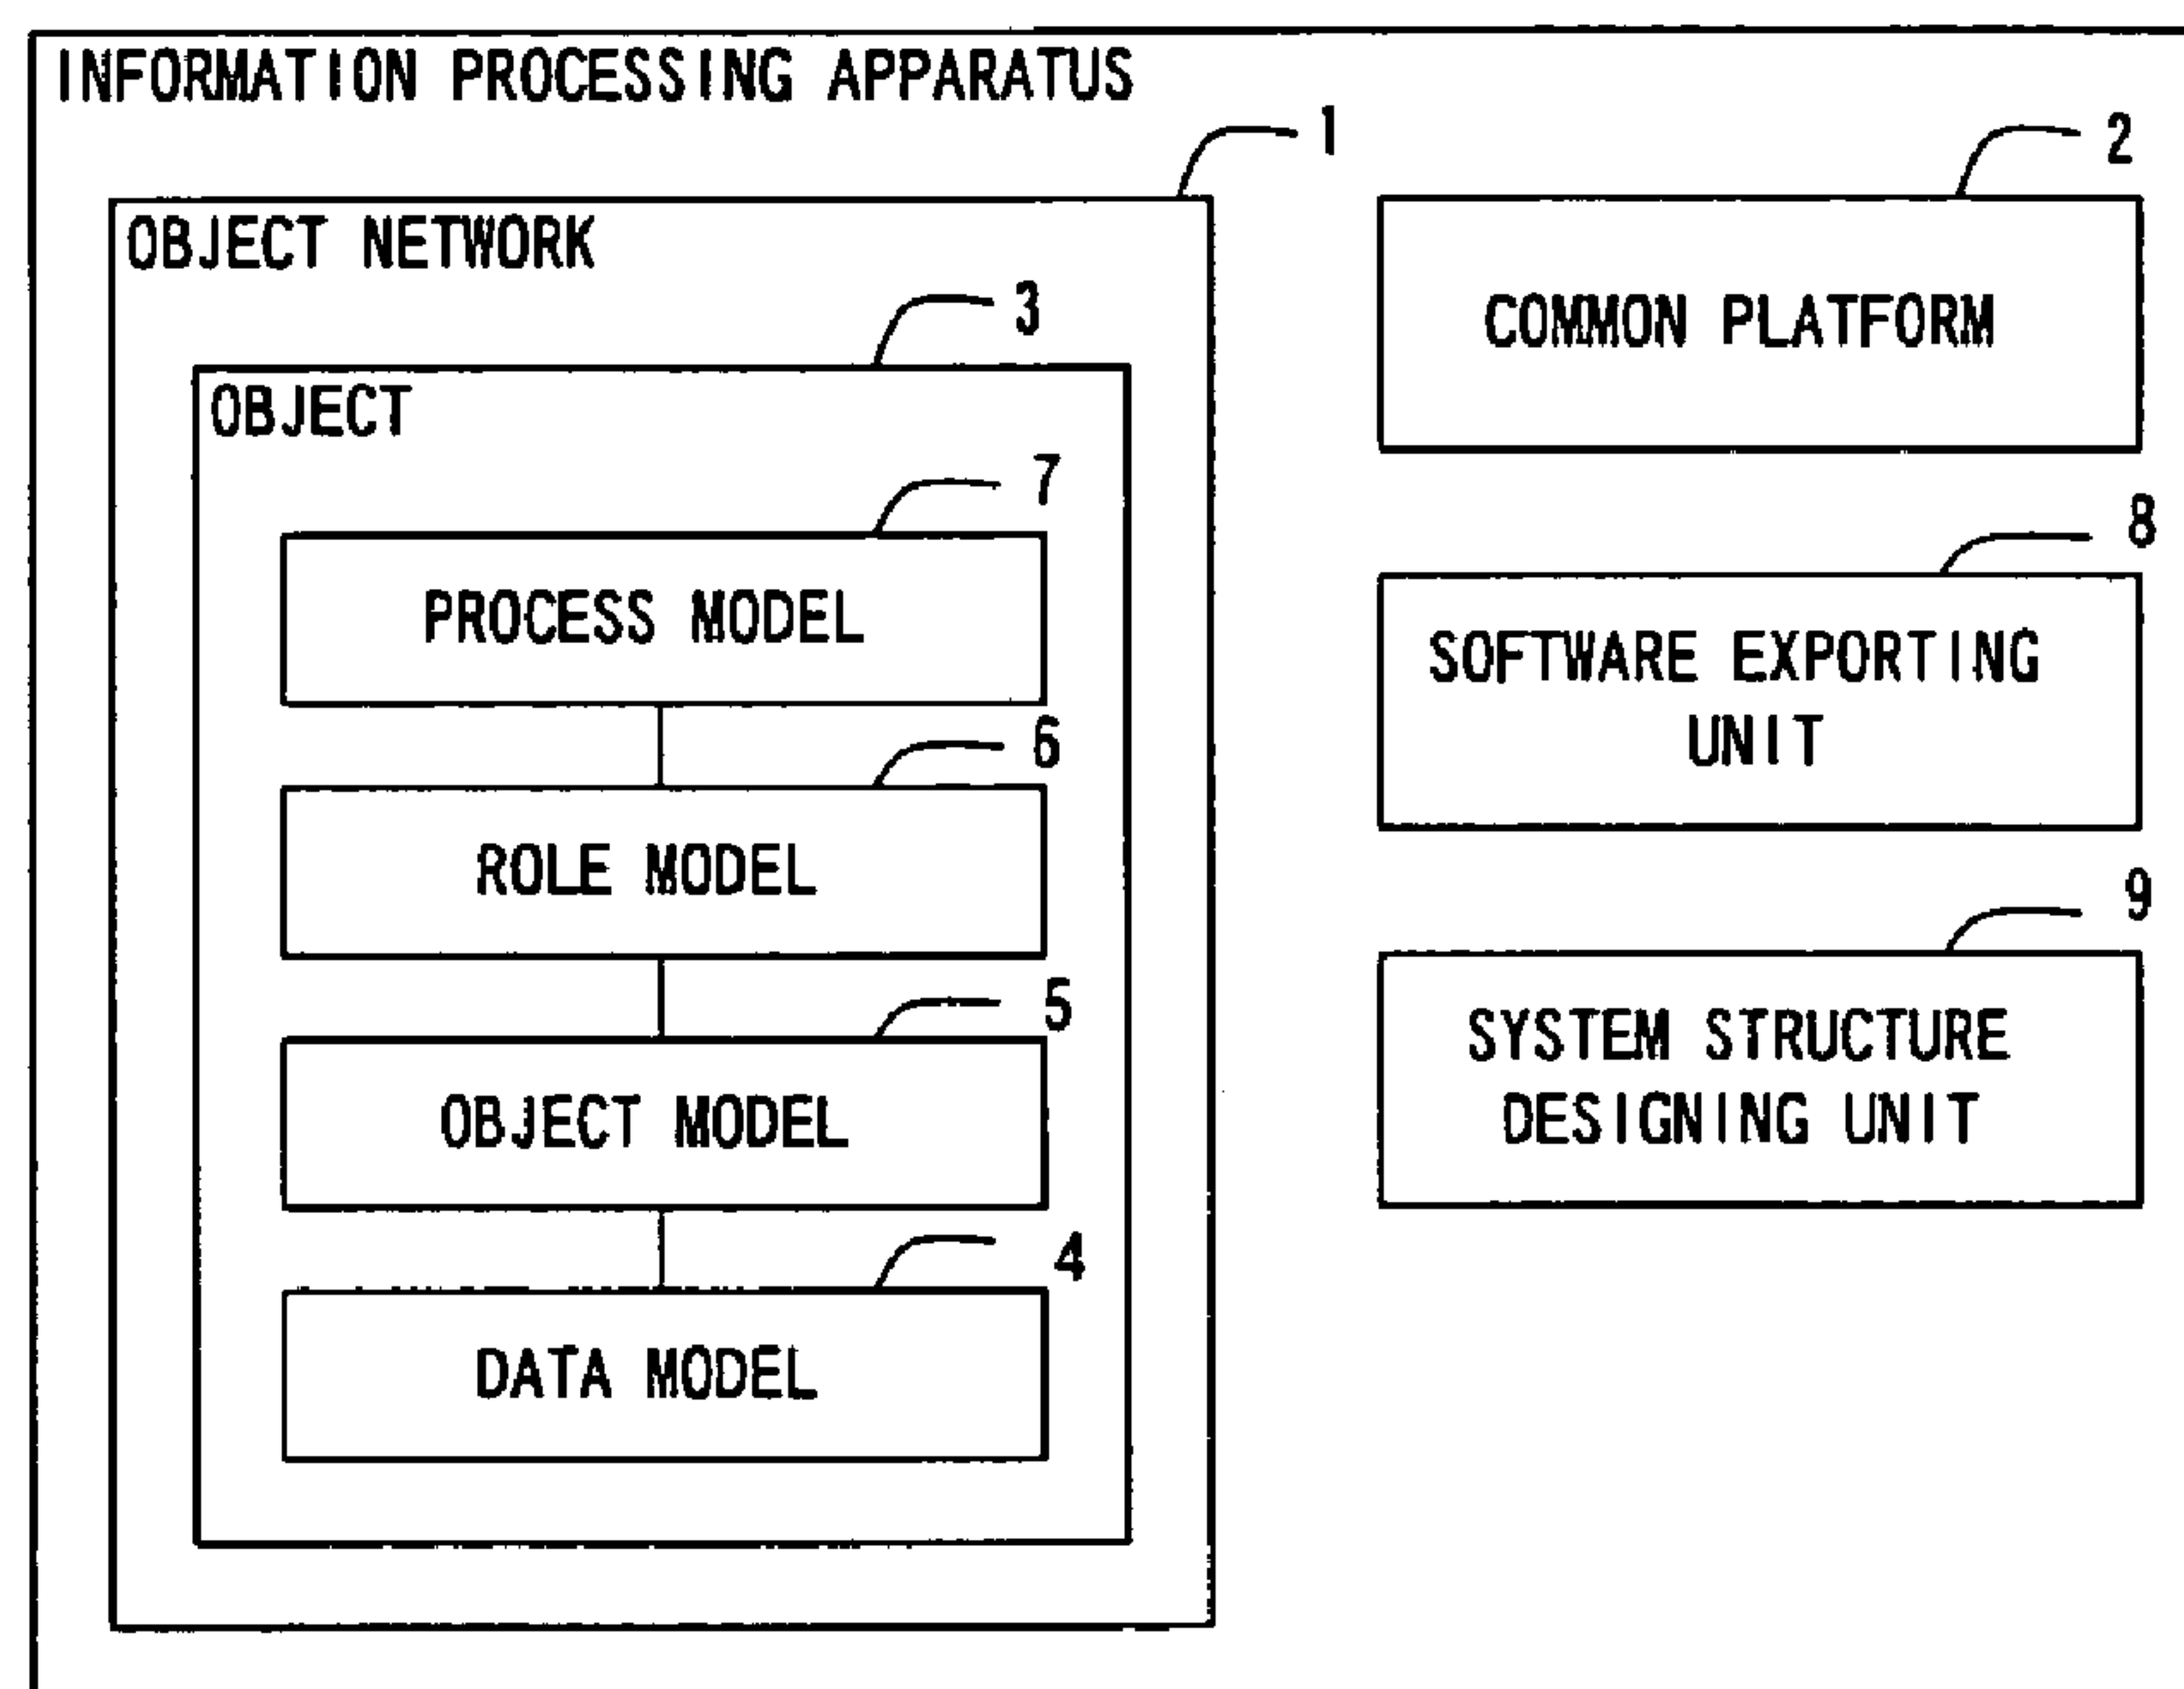 INFORMATION PROCESSING APPARATUS
1
2
OBJECT NETWORK
COMMON PLATFORM
3
OBJECT
7
PROCESS MODEL
8
SOFTWARE EXPORTING
UNIT
6
ROLE MODEL
9
SYSTEM STRUCTURE
DESIGNING UNIT
5
OBJECT MODEL
4
DATA MODEL